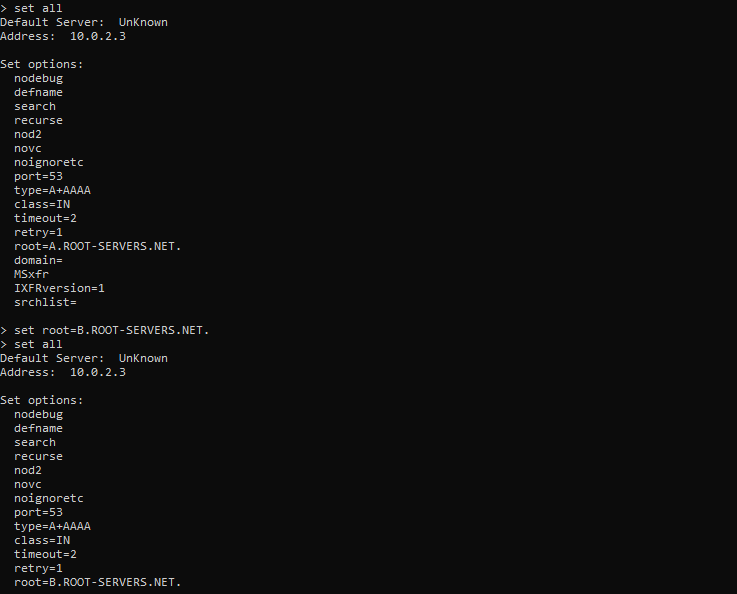 > set all
Default Server:  UnKnown
Address:  10.0.2.3

Set options:
  nodebug
  defname
  search
  recurse
  nod2
  novc
  noignoretc
  port=53
  type=A+AAAA
  class=IN
  timeout=2
  retry=1
  root=A.ROOT-SERVERS.NET.
  domain=
  MSxfr
  IXFRversion=1
  srchlist=

> set root=B.ROOT-SERVERS.NET.
> set all
Default Server:  UnKnown
Address:  10.0.2.3

Set options:
  nodebug
  defname
  search
  recurse
  nod2
  novc
  noignoretc
  port=53
  type=A+AAAA
  class=IN
  timeout=2
  retry=1
  root=B.ROOT-SERVERS.NET.